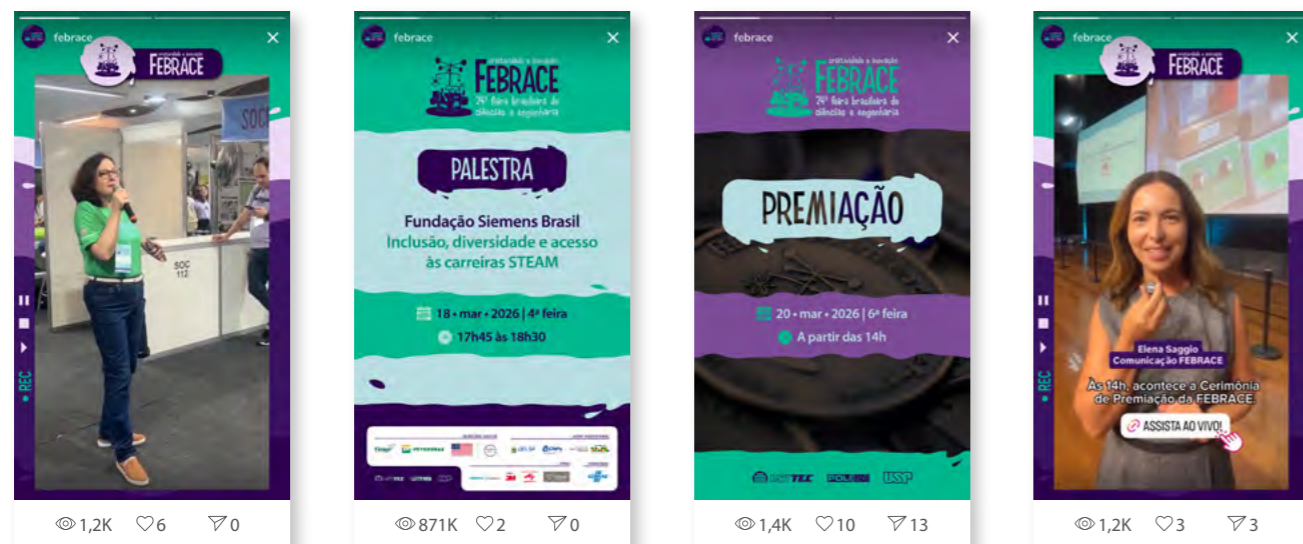 febrace
FEBRACE
SOC
SOC
112
REC
1,2K
6
0
febrace
criatividade e inovação
FEBRACE
24ª feira brasileira de
ciências e engenharia
PALESTRA
Fundação Siemens Brasil
Inclusão, diversidade e acesso
às carreiras STEAM
18 • mar • 2026 | 4ª feira
17h45 às 18h30
PETROBRAS
3M
USP
871K
2
0
febrace
criatividade e inovação
FEBRACE
24ª feira brasileira de
ciências e engenharia
PREMIAÇÃO
20 • mar • 2026 | 6ª feira
A partir das 14h
USP
1,4K
10
13
febrace
FEBRACE
REC
Elena Saggio
Comunicação FEBRACE
Às 14h, acontece a Cerimônia
de Premiação da FEBRACE.
ASSISTA AO VIVO!
1,2K
3
3